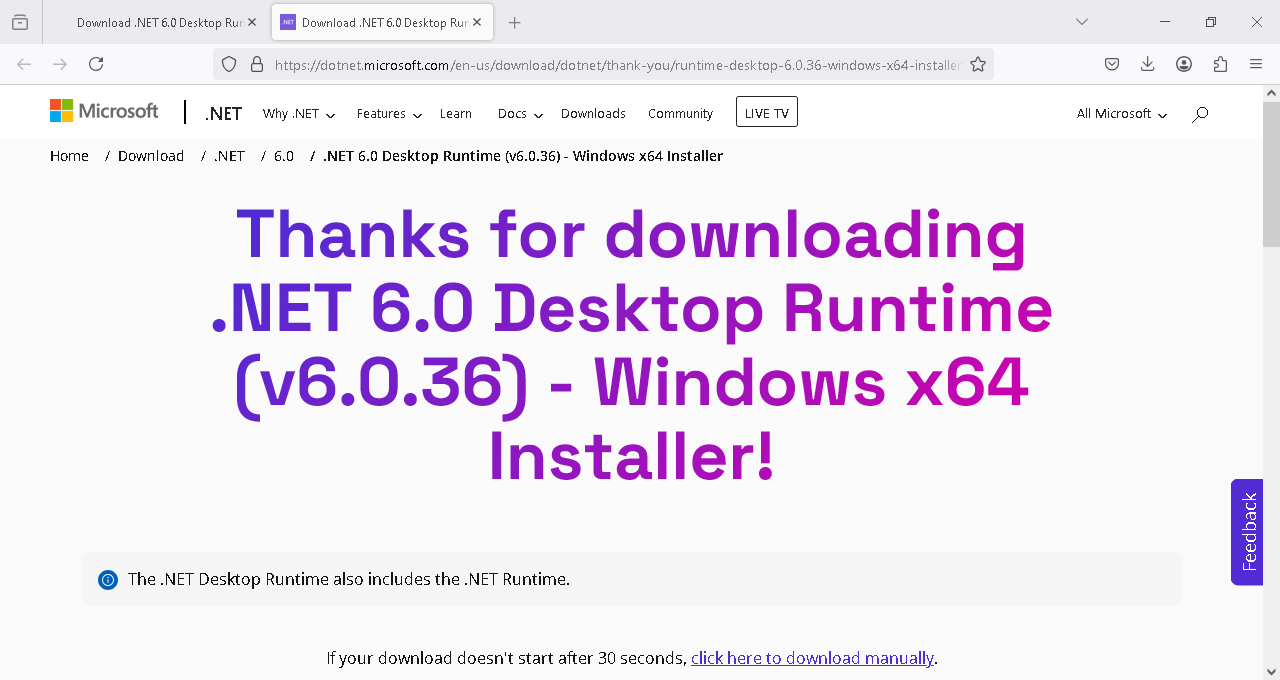 Download .NET 6.0 Desktop Run
Download .NET 6.0 Desktop Run
https://dotnet.microsoft.com/en-us/download/dotnet/thank-you/runtime-desktop-6.0.36-windows-x64-installer
Microsoft
.NET
Why .NET
Features
Learn
Docs
Downloads
Community
LIVE TV
All Microsoft
Home / Download / .NET / 6.0 / .NET 6.0 Desktop Runtime (v6.0.36) - Windows x64 Installer
Thanks for downloading
.NET 6.0 Desktop Runtime
(v6.0.36) - Windows x64
Installer!
Feedback
The .NET Desktop Runtime also includes the .NET Runtime.
If your download doesn't start after 30 seconds, click here to download manually.